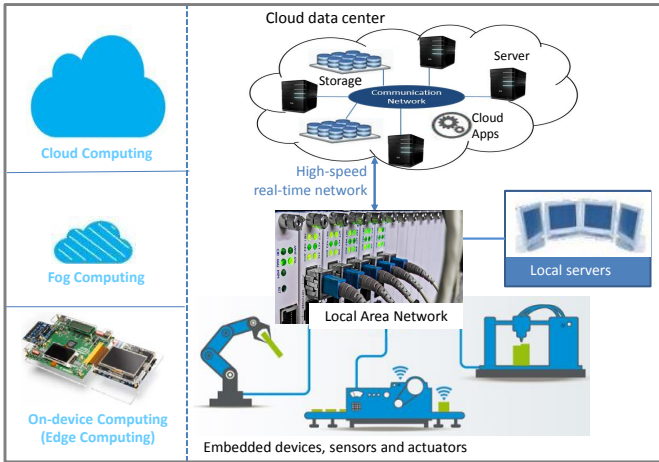 Cloud data center
Storage
Server
Communication
Network
Cloud
Apps
Cloud Computing
High-speed
real-time network
Fog Computing
Local servers
Local Area Network
On-device Computing
(Edge Computing)
Embedded devices, sensors and actuators